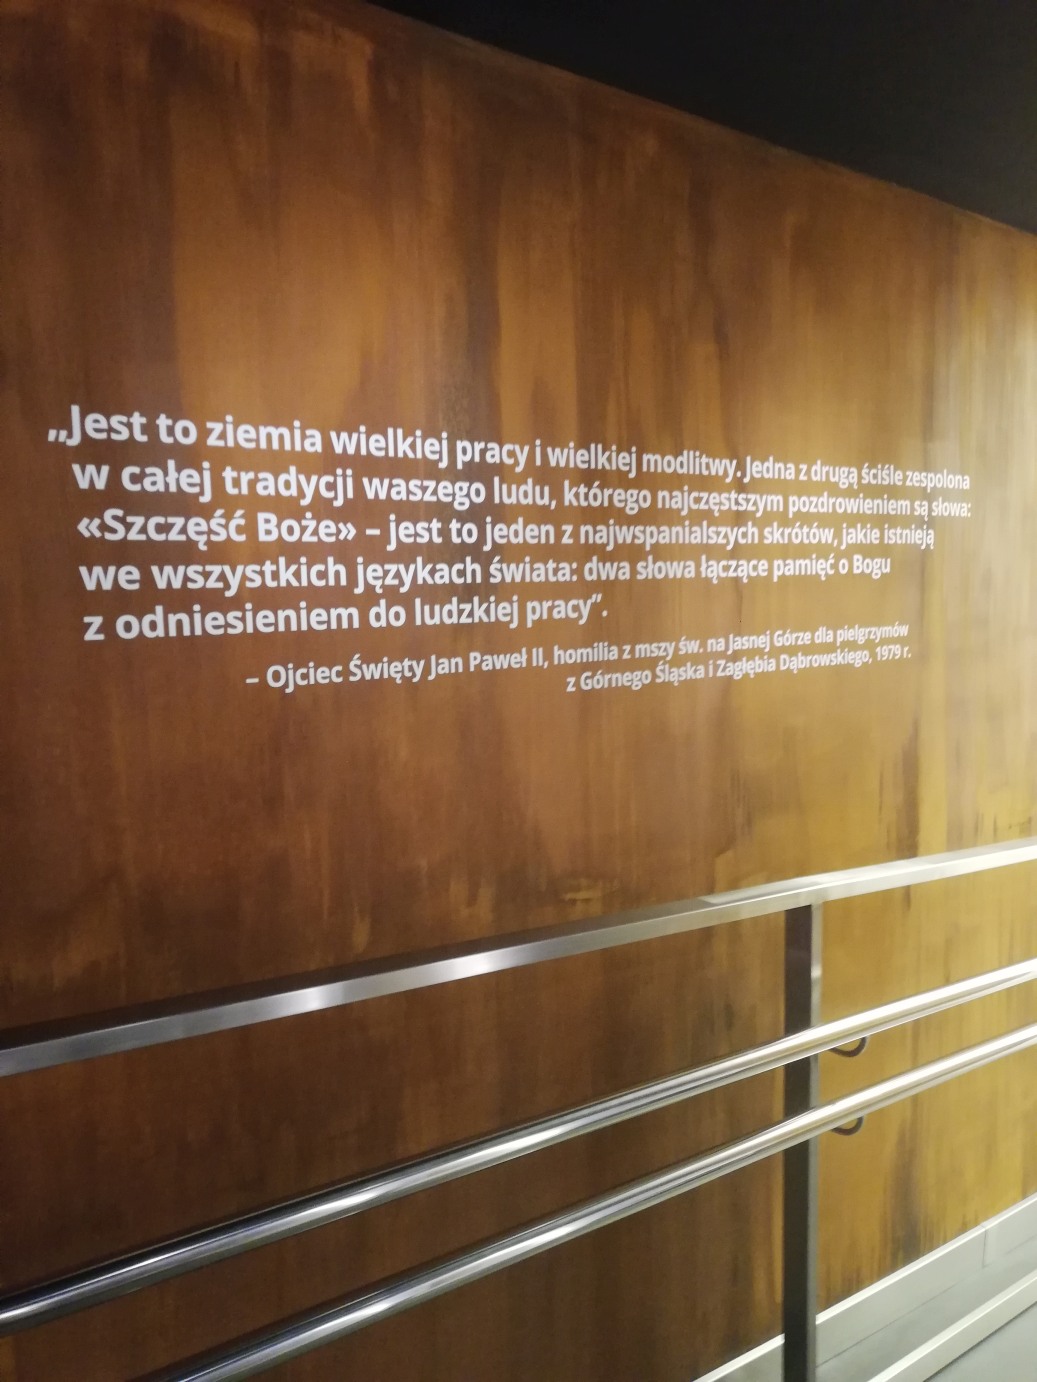 „Jest to ziemia wielkiej pracy i wielkiej modlitwy. Jedna z drugą ściśle zespolona
w całej tradycji waszego ludu, którego najczęstszym pozdrowieniem są słowa:
«Szczęść Boże» – jest to jeden z najwspanialszych skrótów, jakie istnieją
we wszystkich językach świata: dwa słowa łączące pamięć o Bogu
z odniesieniem do ludzkiej pracy”.
– Ojciec Święty Jan Paweł II, homilia z mszy św. na Jasnej Górze dla pielgrzymów
z Górnego Śląska i Zagłębia Dąbrowskiego, 1979 r.